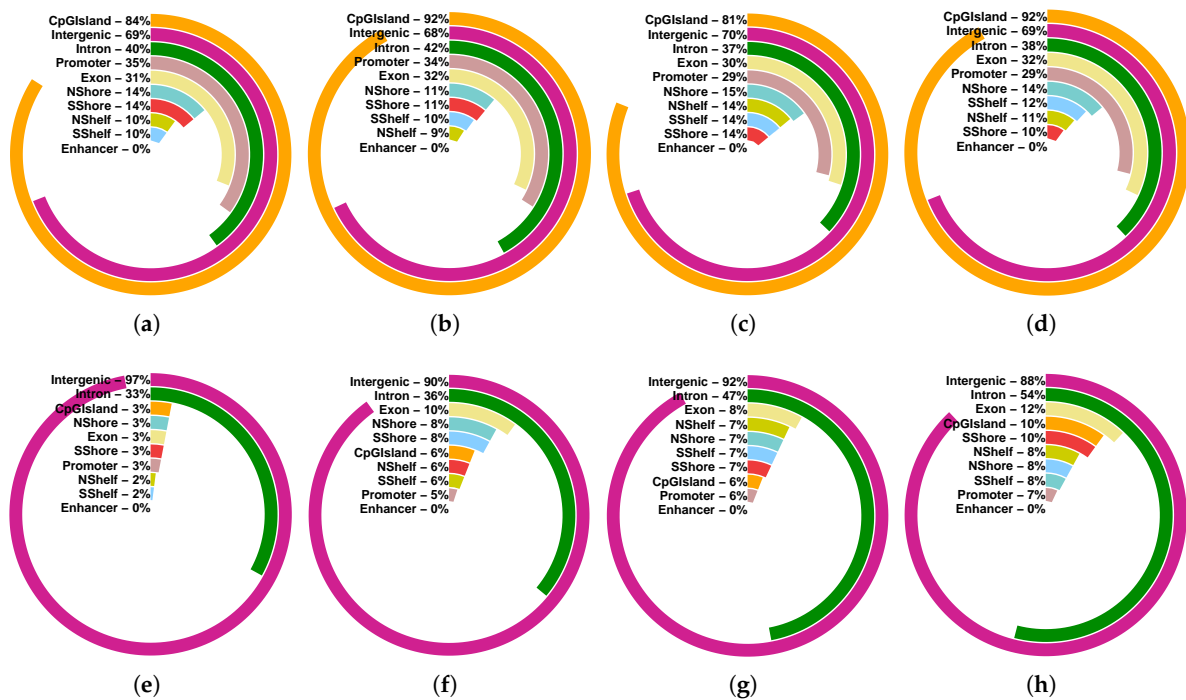 CpGIsland – 84%
Intergenic – 69%
Intron – 40%
Promoter – 35%
Exon – 31%
NShore – 14%
SShore – 14%
NShelf – 10%
SShelf – 10%
Enhancer – 0%
(a)
CpGIsland – 92%
Intergenic – 68%
Intron – 42%
Promoter – 34%
Exon – 32%
NShore – 11%
SShore – 11%
SShelf – 10%
NShelf – 9%
Enhancer – 0%
(b)
CpGIsland – 81%
Intergenic – 70%
Intron – 37%
Exon – 30%
Promoter – 29%
NShore – 15%
NShelf – 14%
SShelf – 14%
SShore – 14%
Enhancer – 0%
(c)
CpGIsland – 92%
Intergenic – 69%
Intron – 38%
Exon – 32%
Promoter – 29%
NShore – 14%
SShelf – 12%
NShelf – 11%
SShore – 10%
Enhancer – 0%
(d)
Intergenic – 97%
Intron – 33%
CpGIsland – 3%
NShore – 3%
Exon – 3%
SShore – 3%
Promoter – 3%
NShelf – 2%
SShelf – 2%
Enhancer – 0%
(e)
Intergenic – 90%
Intron – 36%
Exon – 10%
NShore – 8%
SShore – 8%
CpGIsland – 6%
NShelf – 6%
SShelf – 6%
Promoter – 5%
Enhancer – 0%
(f)
Intergenic – 92%
Intron – 47%
Exon – 8%
NShelf – 7%
NShore – 7%
SShelf – 7%
SShore – 7%
CpGIsland – 6%
Promoter – 6%
Enhancer – 0%
(g)
Intergenic – 88%
Intron – 54%
Exon – 12%
CpGIsland – 10%
SShore – 10%
NShelf – 8%
NShore – 8%
SShelf – 8%
Promoter – 7%
Enhancer – 0%
(h)